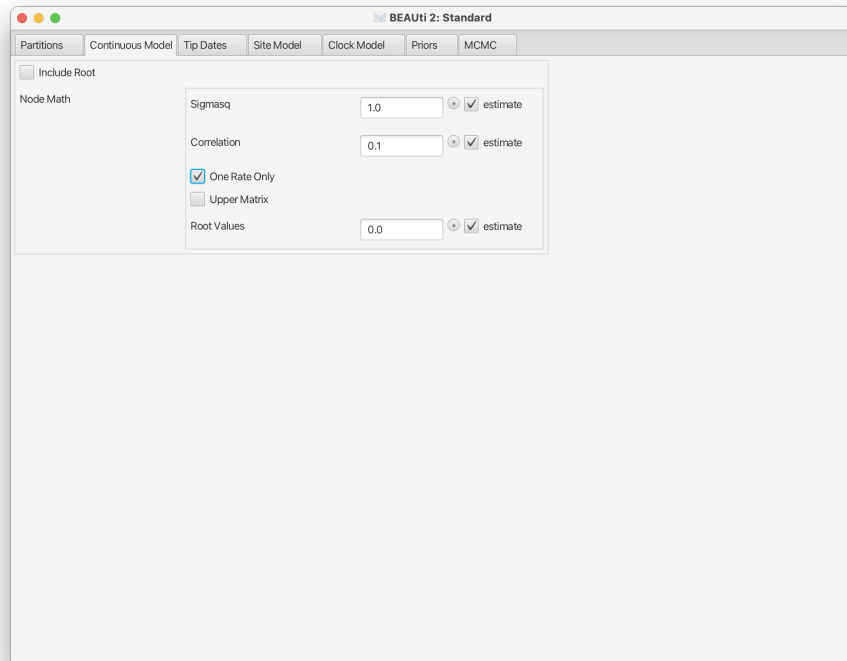 BEAUti 2: Standard
Partitions Continuous Model Tip Dates Site Model Clock Model Priors MCMC
Include Root
Node Math
Sigmasq 1.0 estimate
Correlation 0.1 estimate
One Rate Only
Upper Matrix
Root Values 0.0 estimate